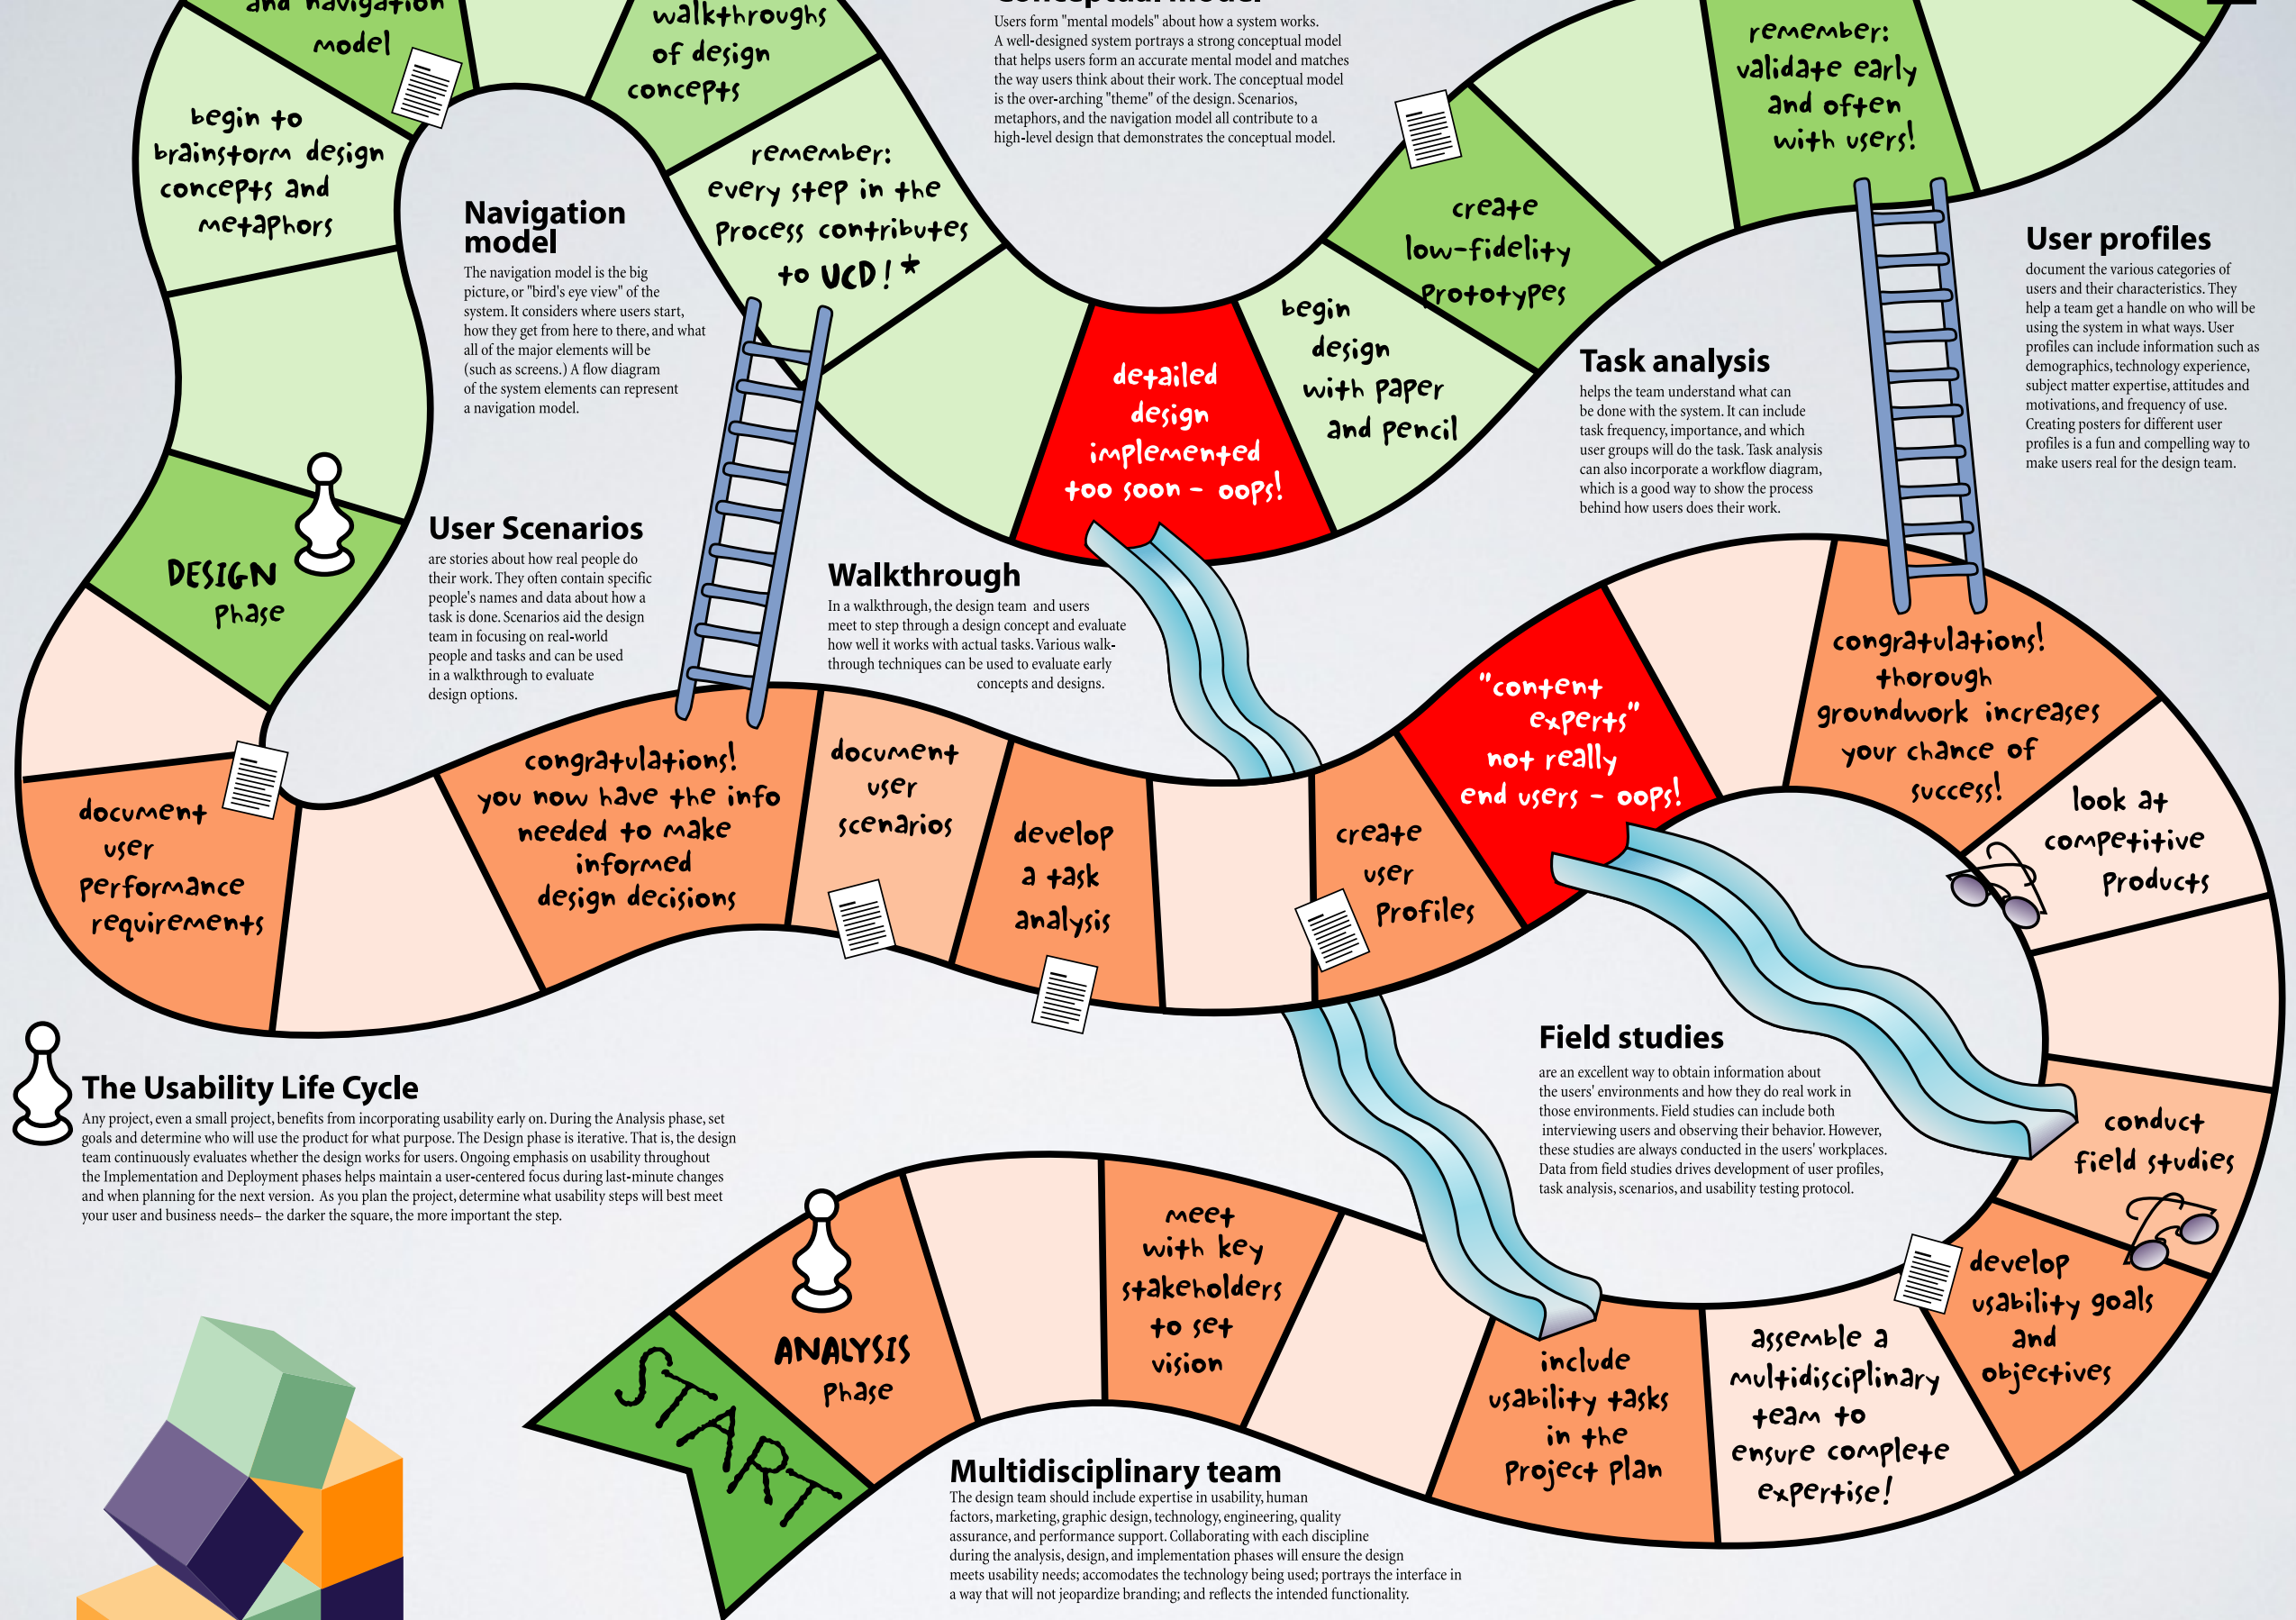 and navigation
model
walkthroughs
of design
concepts
Conceptual model
Users form "mental models" about how a system works.
A well-designed system portrays a strong conceptual model
that helps users form an accurate mental model and matches
the way users think about their work. The conceptual model
is the over-arching "theme" of the design. Scenarios,
metaphors, and the navigation model all contribute to a
high-level design that demonstrates the conceptual model.
remember:
validate early
and often
with users!
begin to
brainstorm design
concepts and
metaphors
remember:
every step in the
process contributes
to UCD! *
create
low-fidelity
prototypes
Navigation
model
The navigation model is the big
picture, or "bird's eye view" of the
system. It considers where users start,
how they get from here to there, and what
all of the major elements will be
(such as screens.) A flow diagram
of the system elements can represent
a navigation model.
User profiles
document the various categories of
users and their characteristics. They
help a team get a handle on who will be
using the system in what ways. User
profiles can include information such as
demographics, technology experience,
subject matter expertise, attitudes and
motivations, and frequency of use.
Creating posters for different user
profiles is a fun and compelling way to
make users real for the design team.
detailed
design
implemented
too soon - oops!
begin
design
with paper
and pencil
Task analysis
helps the team understand what can
be done with the system. It can include
task frequency, importance, and which
user groups will do the task. Task analysis
can also incorporate a workflow diagram,
which is a good way to show the process
behind how users does their work.
DESIGN
phase
User Scenarios
are stories about how real people do
their work. They often contain specific
people's names and data about how a
task is done. Scenarios aid the design
team in focusing on real-world
people and tasks and can be used
in a walkthrough to evaluate
design options.
Walkthrough
In a walkthrough, the design team and users
meet to step through a design concept and evaluate
how well it works with actual tasks. Various walk-
through techniques can be used to evaluate early
concepts and designs.
document
user
performance
requirements
congratulations!
you now have the info
needed to make
informed
design decisions
document
user
scenarios
develop
a task
analysis
create
user
profiles
"content
experts"
not really
end users - oops!
congratulations!
thorough
groundwork increases
your chance of
success!
look at
competitive
products
The Usability Life Cycle
Any project, even a small project, benefits from incorporating usability early on. During the Analysis phase, set
goals and determine who will use the product for what purpose. The Design phase is iterative. That is, the design
team continuously evaluates whether the design works for users. Ongoing emphasis on usability throughout
the Implementation and Deployment phases helps maintain a user-centered focus during last-minute changes
and when planning for the next version. As you plan the project, determine what usability steps will best meet
your user and business needs– the darker the square, the more important the step.
Field studies
are an excellent way to obtain information about
the users' environments and how they do real work in
those environments. Field studies can include both
interviewing users and observing their behavior. However,
these studies are always conducted in the users' workplaces.
Data from field studies drives development of user profiles,
task analysis, scenarios, and usability testing protocol.
conduct
field studies
START
ANALYSIS
phase
meet
with key
stakeholders
to set
vision
include
usability tasks
in the
project plan
assemble a
multidisciplinary
team to
ensure complete
expertise!
develop
usability goals
and
objectives
Multidisciplinary team
The design team should include expertise in usability, human
factors, marketing, graphic design, technology, engineering, quality
assurance, and performance support. Collaborating with each discipline
during the analysis, design, and implementation phases will ensure the design
meets usability needs; accomodates the technology being used; portrays the interface in
a way that will not jeopardize branding; and reflects the intended functionality.